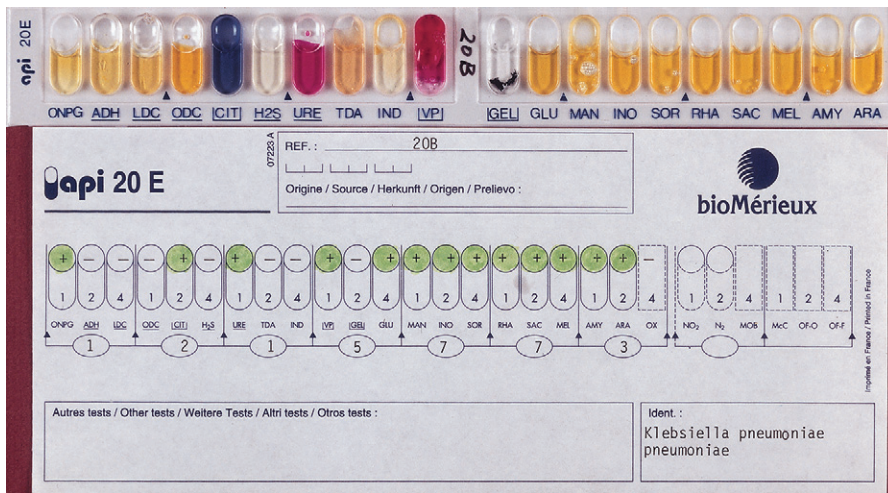 api 20E
ONPG ADH LDC ODC |CIT| H2S URE TDA IND |VP| 20B |GEL| GLU MAN INO SOR RHA SAC MEL AMY ARA
07223 A
REF. : 20B
Origine / Source / Herkunft / Origen / Prelievo :
api 20 E
bioMérieux
+ − − − + − + − − + − + + + + + + + + + −
1 2 4 1 2 4 1 2 4 1 2 4 1 2 4 1 2 4 1 2 4 1 2 4 1 2 4
ONPG ADH LDC ODC |CIT| H₂S URE TDA IND |VP| |GEL| GLU MAN INO SOR RHA SAC MEL AMY ARA OX NO₂ N₂ MOB McC OF-O OF-F
1 2 1 5 7 7 3
Imprimé en France / Printed in France
Autres tests / Other tests / Weitere Tests / Altri tests / Otros tests :
Ident. :
Klebsiella pneumoniae
pneumoniae